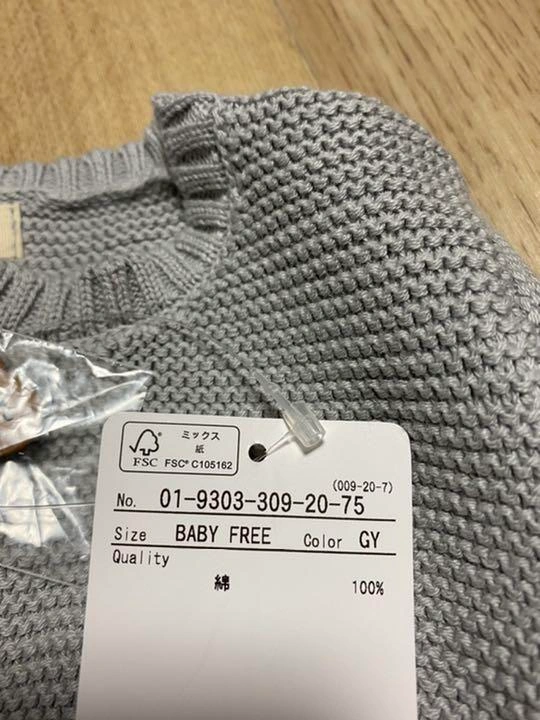 ミックス
紙
FSC FSC® C105162
(009-20-7)
No. 01-9303-309-20-75
Size BABY FREE Color GY
Quality
綿 100%